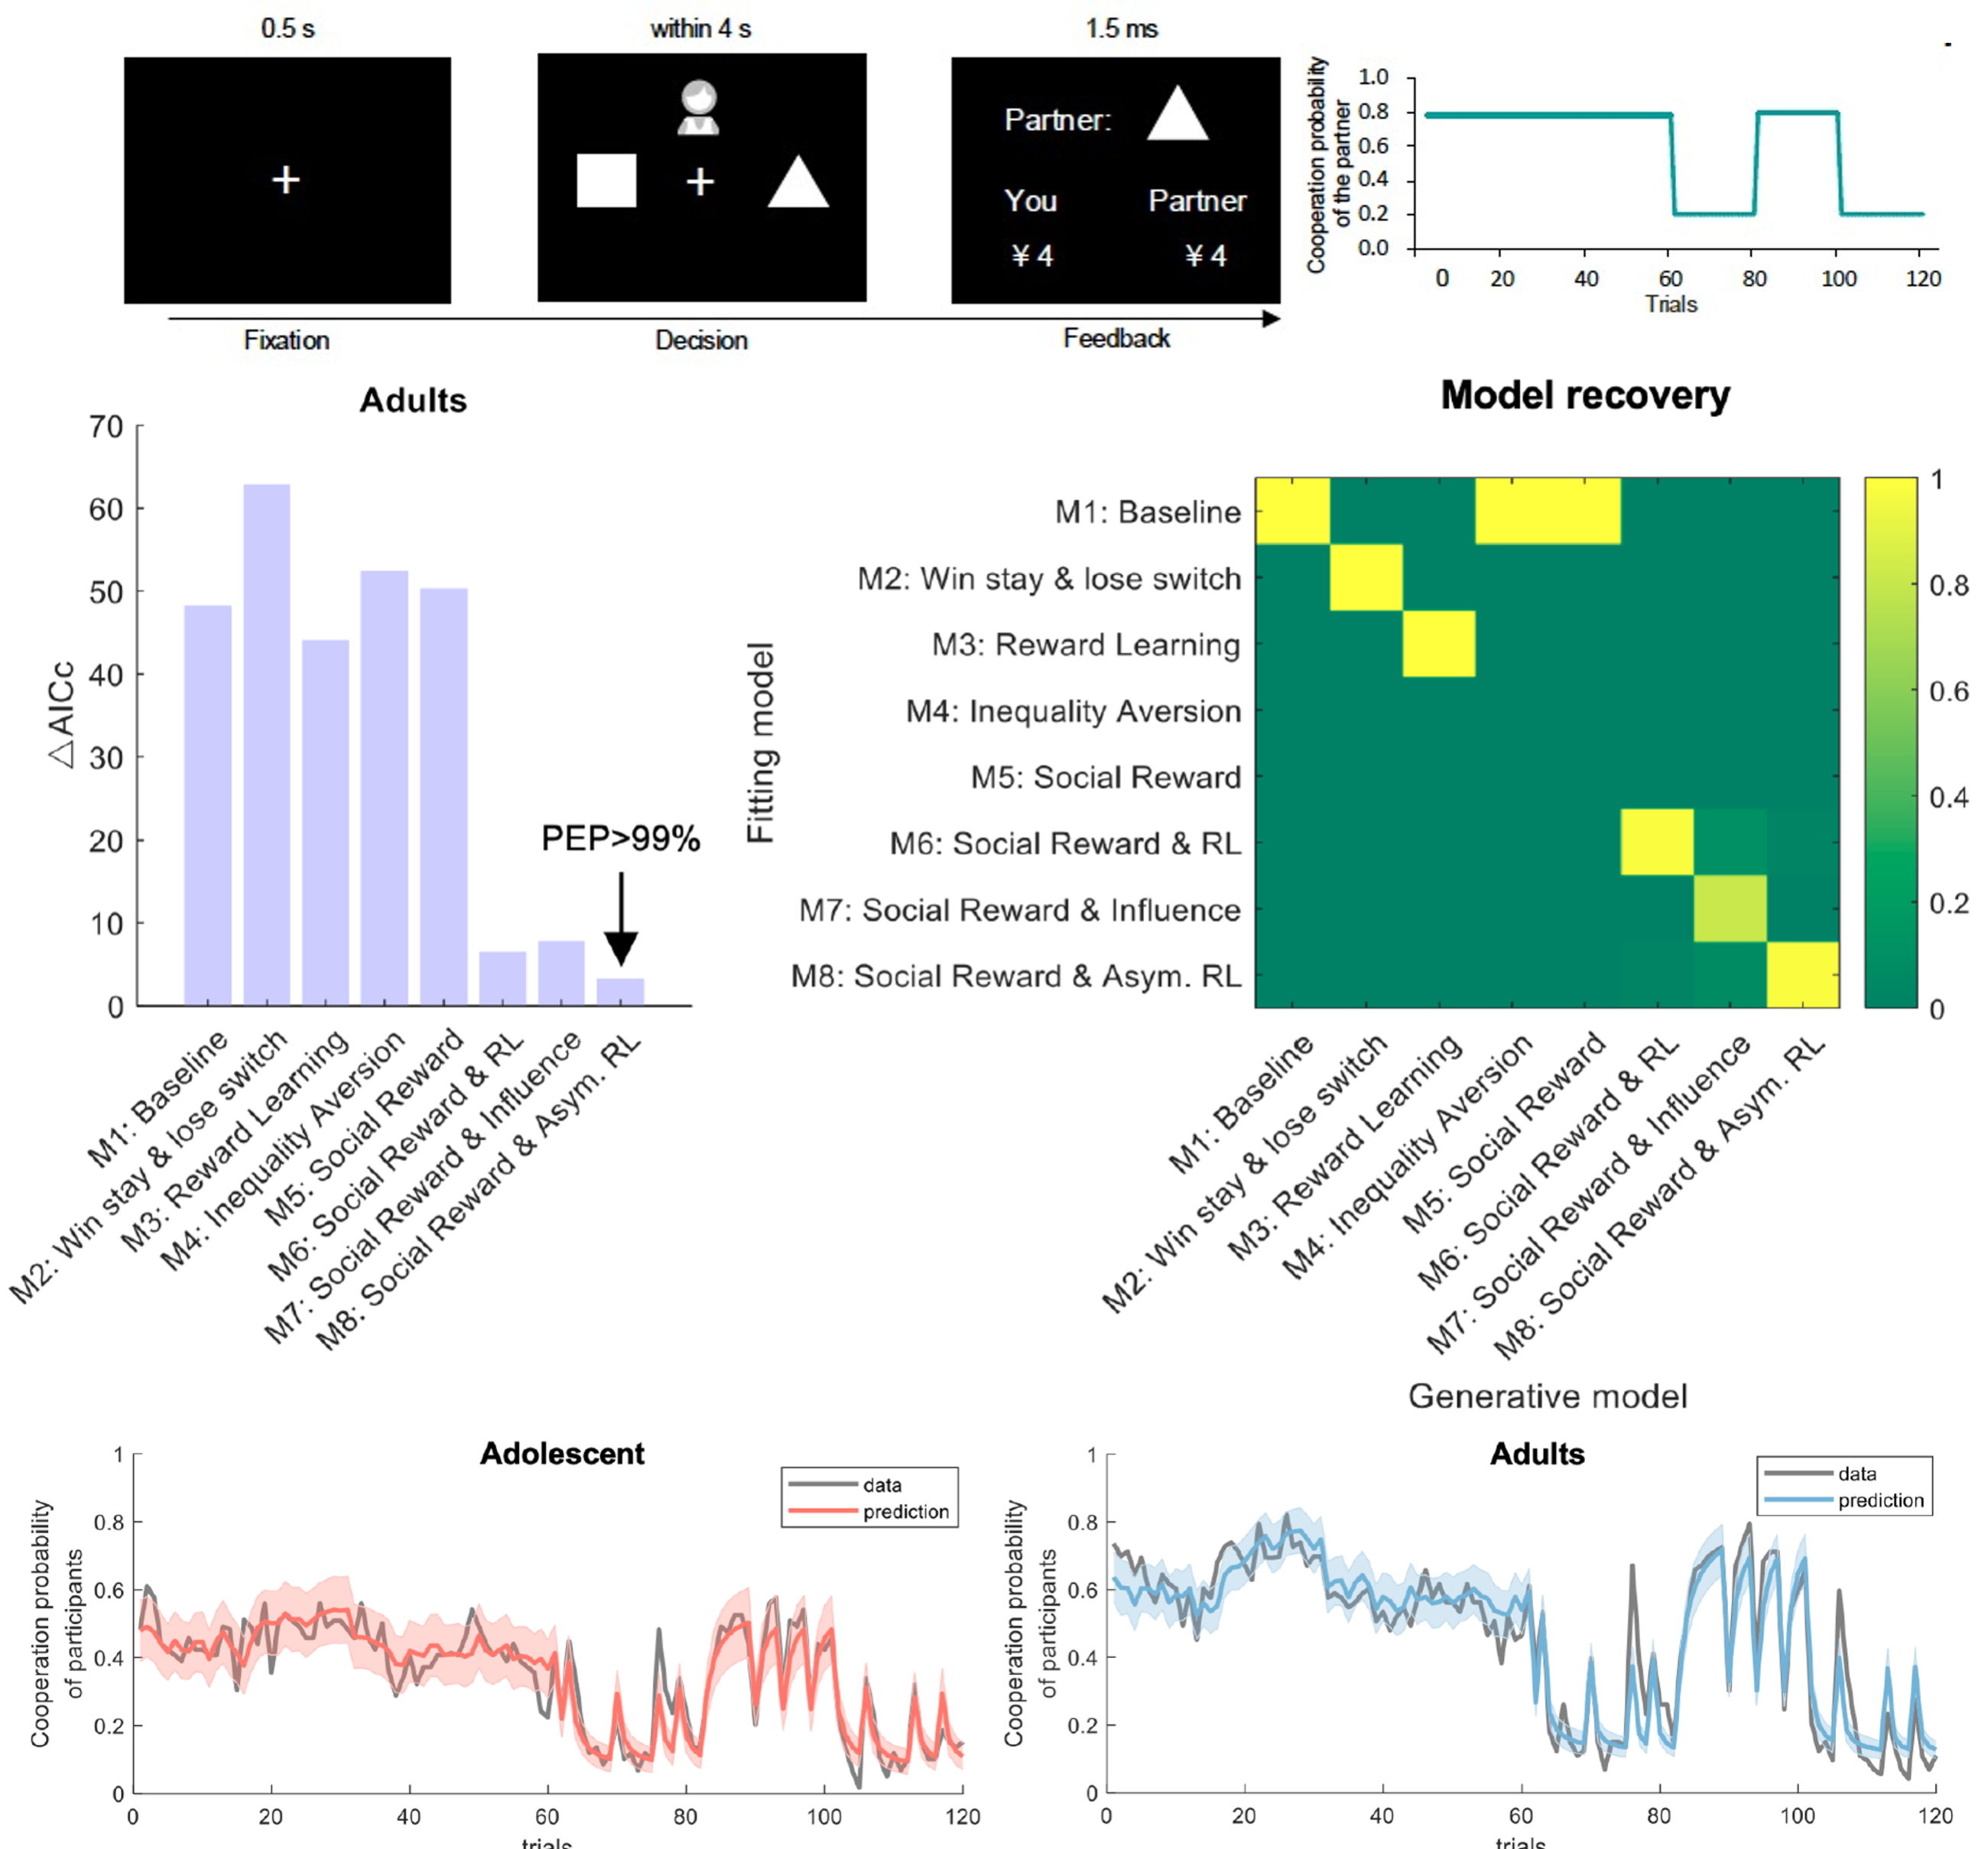 0.5 s
within 4 s
1.5 ms
+
+
Partner:
You Partner
¥ 4 ¥ 4
Fixation
Decision
Feedback
Cooperation probability
of the partner
1.0
0.8
0.6
0.4
0.2
0.0
0 20 40 60 80 100 120
Trials
-
Adults
△AICc
70
60
50
40
30
20
10
0
PEP>99%
M1: Baseline
M2: Win stay & lose switch
M3: Reward Learning
M4: Inequality Aversion
M5: Social Reward
M6: Social Reward & RL
M7: Social Reward & Influence
M8: Social Reward & Asym. RL
Model recovery
Fitting model
M1: Baseline
M2: Win stay & lose switch
M3: Reward Learning
M4: Inequality Aversion
M5: Social Reward
M6: Social Reward & RL
M7: Social Reward & Influence
M8: Social Reward & Asym. RL
1
0.8
0.6
0.4
0.2
0
M1: Baseline
M2: Win stay & lose switch
M3: Reward Learning
M4: Inequality Aversion
M5: Social Reward
M6: Social Reward & RL
M7: Social Reward & Influence
M8: Social Reward & Asym. RL
Generative model
Adolescent
data
prediction
Cooperation probability
of participants
1
0.8
0.6
0.4
0.2
0
0 20 40 60 80 100 120
trials
Adults
data
prediction
Cooperation probability
of participants
1
0.8
0.6
0.4
0.2
0
0 20 40 60 80 100 120
trials